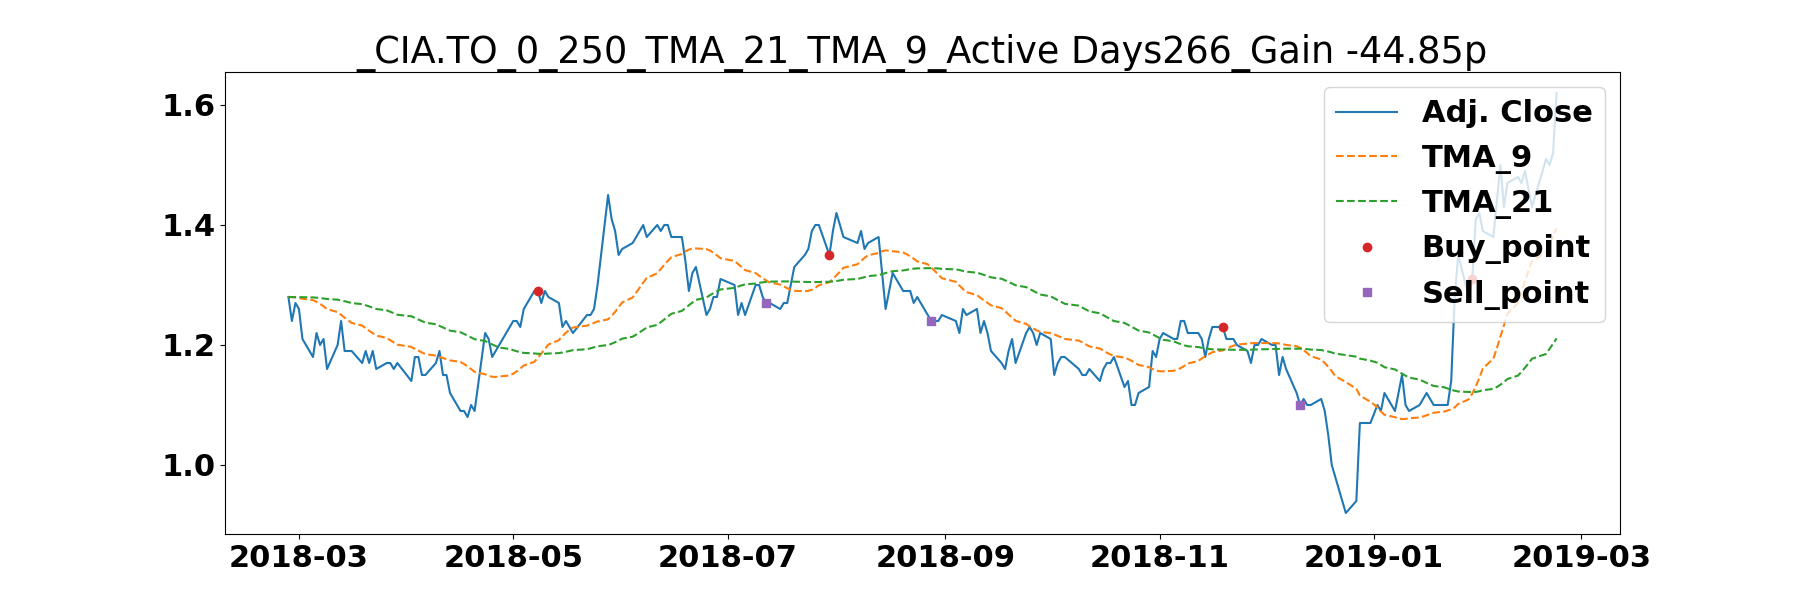 _CIA.TO_0_250_TMA_21_TMA_9_Active Days266_Gain -44.85p
1.6
1.4
1.2
1.0
Adj. Close
TMA_9
TMA_21
Buy_point
Sell_point
2018-03 2018-05 2018-07 2018-09 2018-11 2019-01 2019-03